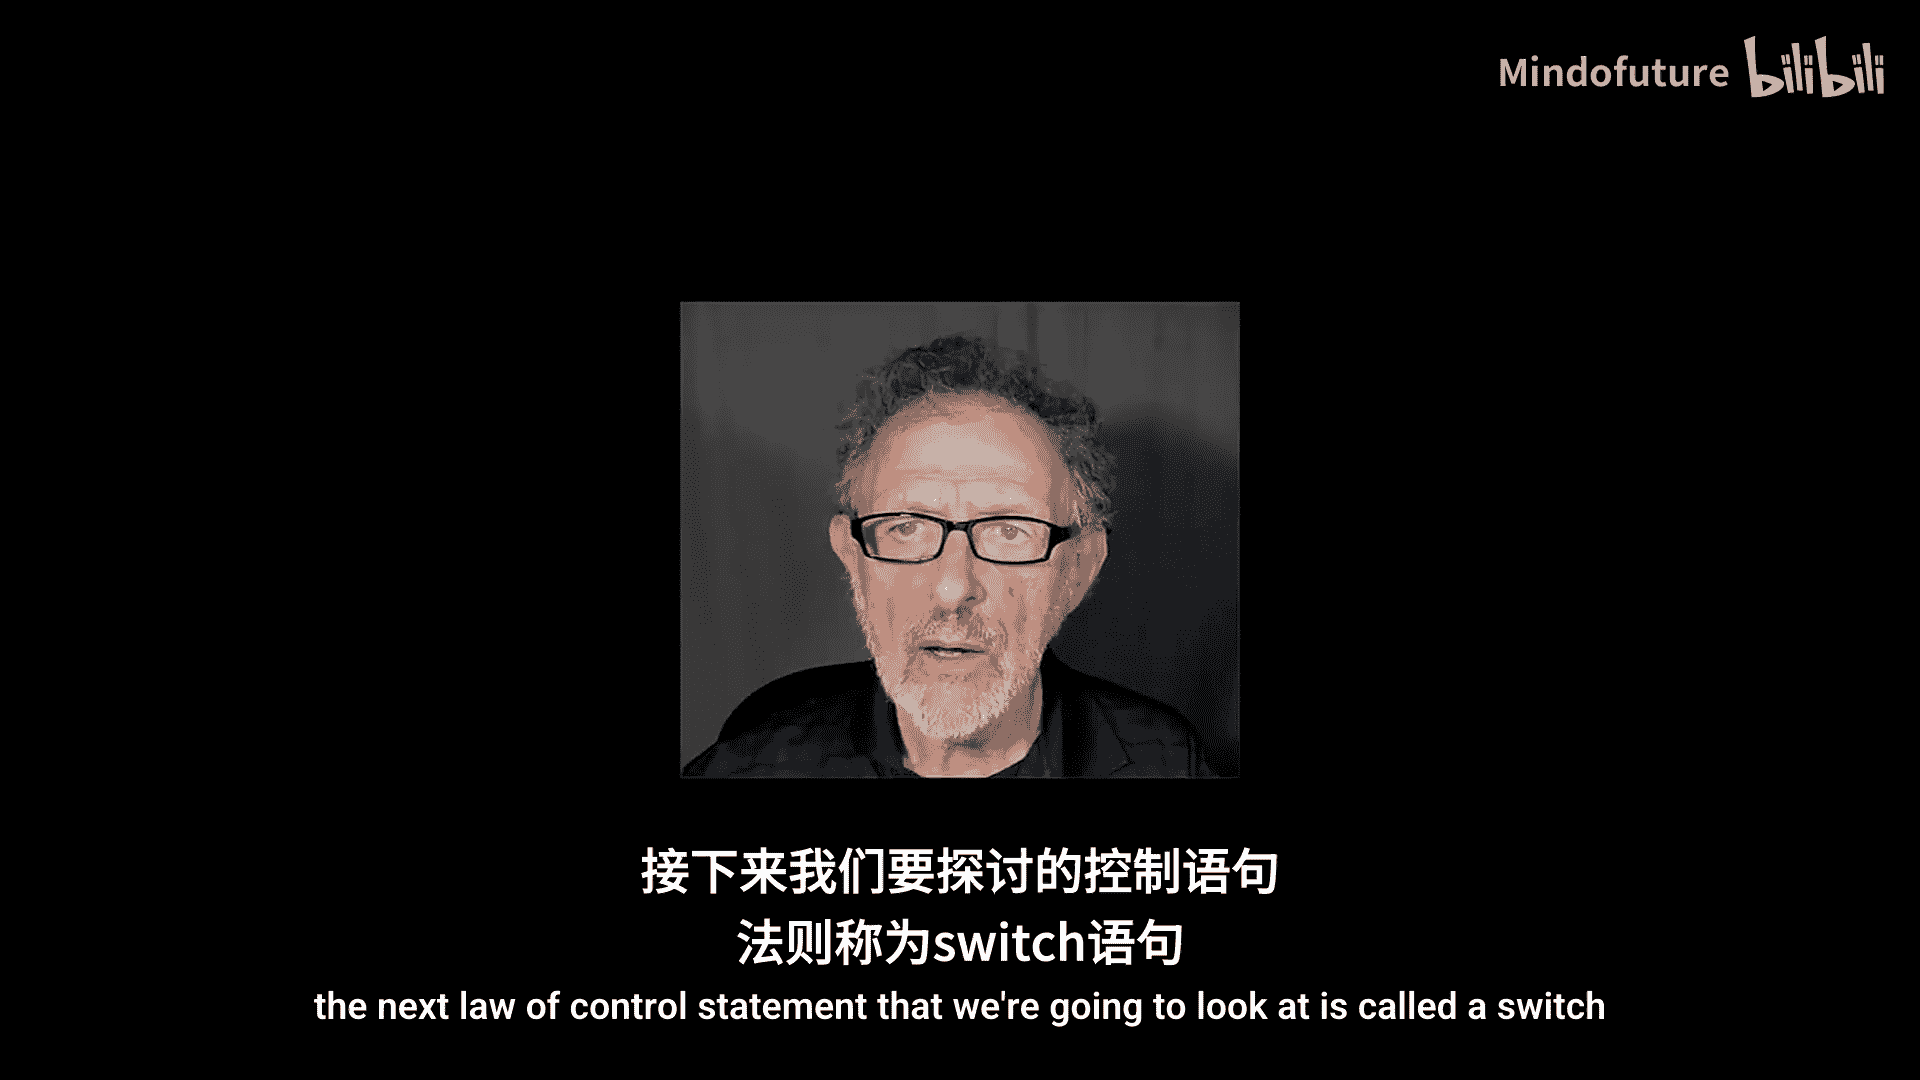 Mindofuture bilibili
接下来我们要探讨的控制语句
法则称为switch语句
the next law of control statement that we're going to look at is called a switch